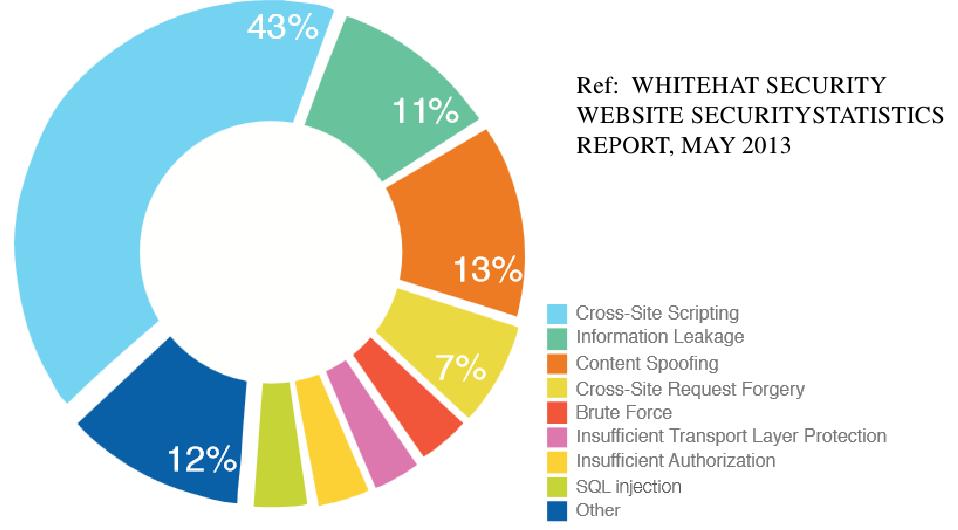 43%
11%
13%
7%
12%
Ref: WHITEHAT SECURITY
WEBSITE SECURITYSTATISTICS
REPORT, MAY 2013
Cross-Site Scripting
Information Leakage
Content Spoofing
Cross-Site Request Forgery
Brute Force
Insufficient Transport Layer Protection
Insufficient Authorization
SQL injection
Other